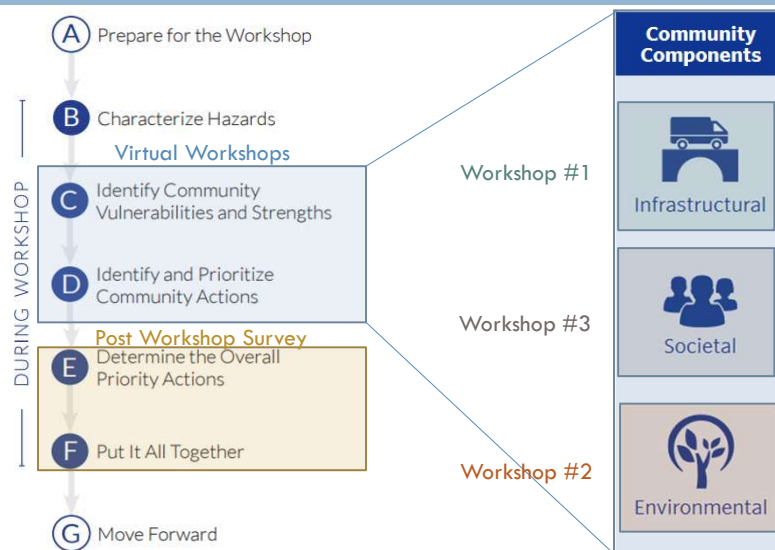 A Prepare for the Workshop
B Characterize Hazards
Virtual Workshops
C Identify Community
Vulnerabilities and Strengths
D Identify and Prioritize
Community Actions
Post Workshop Survey
E Determine the Overall
Priority Actions
F Put It All Together
G Move Forward
DURING WORKSHOP
Workshop #1
Workshop #3
Workshop #2
Community
Components
Infrastructural
Societal
Environmental